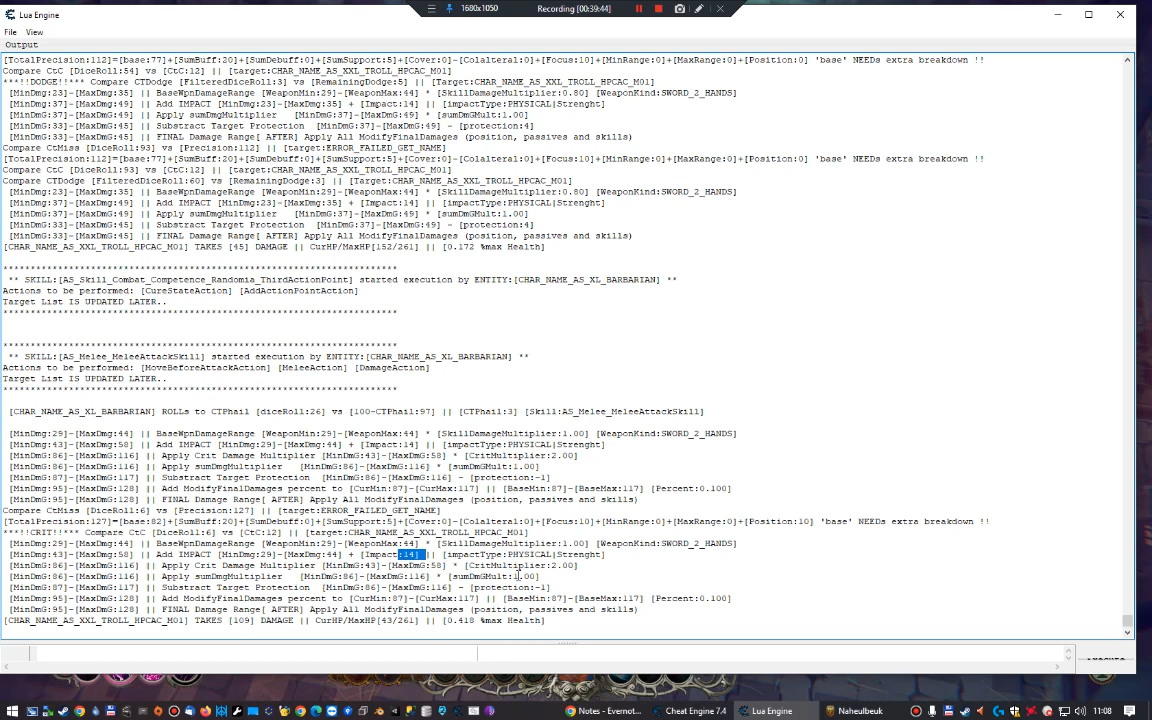 1680x1050
Recording [00:39:44]
Lua Engine
File View
Output
[TotalPrecision:112]=[base:77]+[SumBuff:20]+[SumDebuff:0]+[SumSupport:5]+[Cover:0]-[Colateral:0]-[Focus:10]+[MinRange:0]+[MaxRange:0]+[Position:0] 'base' NEEDs extra breakdown !!
Compare CtC [DiceRoll:54] vs [CtC:12] || [target:CHAR_NAME_AS_XXL_TROLL_HPCAC_M01]
***!!DODGE!!*** Compare CTDodge [FilteredDiceRoll:3] vs [RemainingDodge:5] || [Target:CHAR_NAME_AS_XXL_TROLL_HPCAC_M01]
[MinDmg:23]-[MaxDmg:35] || BaseWpnDamageRange [WeaponMin:29]-[WeaponMax:44] * [SkillDamageMultiplier:0.80] [WeaponKind:SWORD_2_HANDS]
[MinDmg:37]-[MaxDmg:49] || Add IMPACT [MinDmg:23]-[MaxDmg:35] + [Impact:14] || [impactType:PHYSICAL|Strenght]
[MinDmg:37]-[MaxDmg:49] || Apply sumDmgMultiplier [MinDmG:37]-[MaxDmG:49] * [sumDmGMult:1.00]
[MinDmG:33]-[MaxDmG:45] || Substract Target Protection [MinDmG:37]-[MaxDmG:49] - [protection:4]
[MinDmG:33]-[MaxDmG:45] || FINAL Damage Range[ AFTER] Apply All ModifyFinalDamages (position, passives and skills)
Compare CtMiss [DiceRoll:93] vs [Precision:112] || [target:ERROR_FAILED_GET_NAME]
[TotalPrecision:112]=[base:77]+[SumBuff:20]+[SumDebuff:0]+[SumSupport:5]+[Cover:0]-[Colateral:0]-[Focus:10]+[MinRange:0]+[MaxRange:0]+[Position:0] 'base' NEEDs extra breakdown !!
Compare CtC [DiceRoll:93] vs [CtC:12] || [target:CHAR_NAME_AS_XXL_TROLL_HPCAC_M01]
Compare CTDodge [FilteredDiceRoll:60] vs [RemainingDodge:3] || [Target:CHAR_NAME_AS_XXL_TROLL_HPCAC_M01]
[MinDmg:23]-[MaxDmg:35] || BaseWpnDamageRange [WeaponMin:29]-[WeaponMax:44] * [SkillDamageMultiplier:0.80] [WeaponKind:SWORD_2_HANDS]
[MinDmg:37]-[MaxDmg:49] || Add IMPACT [MinDmg:23]-[MaxDmg:35] + [Impact:14] || [impactType:PHYSICAL|Strenght]
[MinDmg:37]-[MaxDmg:49] || Apply sumDmgMultiplier [MinDmG:37]-[MaxDmG:49] * [sumDmGMult:1.00]
[MinDmG:33]-[MaxDmG:45] || Substract Target Protection [MinDmG:37]-[MaxDmG:49] - [protection:4]
[MinDmG:33]-[MaxDmG:45] || FINAL Damage Range[ AFTER] Apply All ModifyFinalDamages (position, passives and skills)
[CHAR_NAME_AS_XXL_TROLL_HPCAC_M01] TAKES [45] DAMAGE || CurHP/MaxHP[152/261] || [0.172 %max Health]
************************************************************************
** SKILL:[AS_Skill_Combat_Competence_Randomia_ThirdActionPoint] started execution by ENTITY:[CHAR_NAME_AS_XL_BARBARIAN] **
Actions to be performed: [CureStateAction] [AddActionPointAction]
Target List IS UPDATED LATER..
************************************************************************
************************************************************************
** SKILL:[AS_Melee_MeleeAttackSkill] started execution by ENTITY:[CHAR_NAME_AS_XL_BARBARIAN] **
Actions to be performed: [MoveBeforeAttackAction] [MeleeAction] [DamageAction]
Target List IS UPDATED LATER..
************************************************************************
[CHAR_NAME_AS_XL_BARBARIAN] ROLLs to CTPhail [diceRoll:26] vs [100-CTPhail:97] || [CTPhail:3] [Skill:AS_Melee_MeleeAttackSkill]
[MinDmg:29]-[MaxDmg:44] || BaseWpnDamageRange [WeaponMin:29]-[WeaponMax:44] * [SkillDamageMultiplier:1.00] [WeaponKind:SWORD_2_HANDS]
[MinDmg:43]-[MaxDmg:58] || Add IMPACT [MinDmg:29]-[MaxDmg:44] + [Impact:14] || [impactType:PHYSICAL|Strenght]
[MinDmg:86]-[MaxDmg:116] || Apply Crit Damage Multiplier [MinDmG:43]-[MaxDmG:58] * [CritMultiplier:2.00]
[MinDmg:86]-[MaxDmg:116] || Apply sumDmgMultiplier [MinDmG:86]-[MaxDmG:116] * [sumDmGMult:1.00]
[MinDmG:87]-[MaxDmG:117] || Substract Target Protection [MinDmG:86]-[MaxDmG:116] - [protection:-1]
[MinDmG:95]-[MaxDmG:128] || Add ModifyFinalDamages percent to [CurMin:87]-[CurMax:117] || [BaseMin:87]-[BaseMax:117] [Percent:0.100]
[MinDmG:95]-[MaxDmG:128] || FINAL Damage Range[ AFTER] Apply All ModifyFinalDamages (position, passives and skills)
Compare CtMiss [DiceRoll:6] vs [Precision:127] || [target:ERROR_FAILED_GET_NAME]
[TotalPrecision:127]=[base:82]+[SumBuff:20]+[SumDebuff:0]+[SumSupport:5]+[Cover:0]-[Colateral:0]-[Focus:10]+[MinRange:0]+[MaxRange:0]+[Position:10] 'base' NEEDs extra breakdown !!
***!!CRIT!!*** Compare CtC [DiceRoll:6] vs [CtC:12] || [target:CHAR_NAME_AS_XXL_TROLL_HPCAC_M01]
[MinDmg:29]-[MaxDmg:44] || BaseWpnDamageRange [WeaponMin:29]-[WeaponMax:44] * [SkillDamageMultiplier:1.00] [WeaponKind:SWORD_2_HANDS]
[MinDmg:43]-[MaxDmg:58] || Add IMPACT [MinDmg:29]-[MaxDmg:44] + [Impact:14] || [impactType:PHYSICAL|Strenght]
[MinDmg:86]-[MaxDmg:116] || Apply Crit Damage Multiplier [MinDmG:43]-[MaxDmG:58] * [CritMultiplier:2.00]
[MinDmg:86]-[MaxDmg:116] || Apply sumDmgMultiplier [MinDmG:86]-[MaxDmG:116] * [sumDmGMult:1.00]
[MinDmG:87]-[MaxDmG:117] || Substract Target Protection [MinDmG:86]-[MaxDmG:116] - [protection:-1]
[MinDmG:95]-[MaxDmG:128] || Add ModifyFinalDamages percent to [CurMin:87]-[CurMax:117] || [BaseMin:87]-[BaseMax:117] [Percent:0.100]
[MinDmG:95]-[MaxDmG:128] || FINAL Damage Range[ AFTER] Apply All ModifyFinalDamages (position, passives and skills)
[CHAR_NAME_AS_XXL_TROLL_HPCAC_M01] TAKES [109] DAMAGE || CurHP/MaxHP[43/261] || [0.418 %max Health]
Notes - Evernot...
Cheat Engine 7.4
Lua Engine
Naheulbeuk
11:08